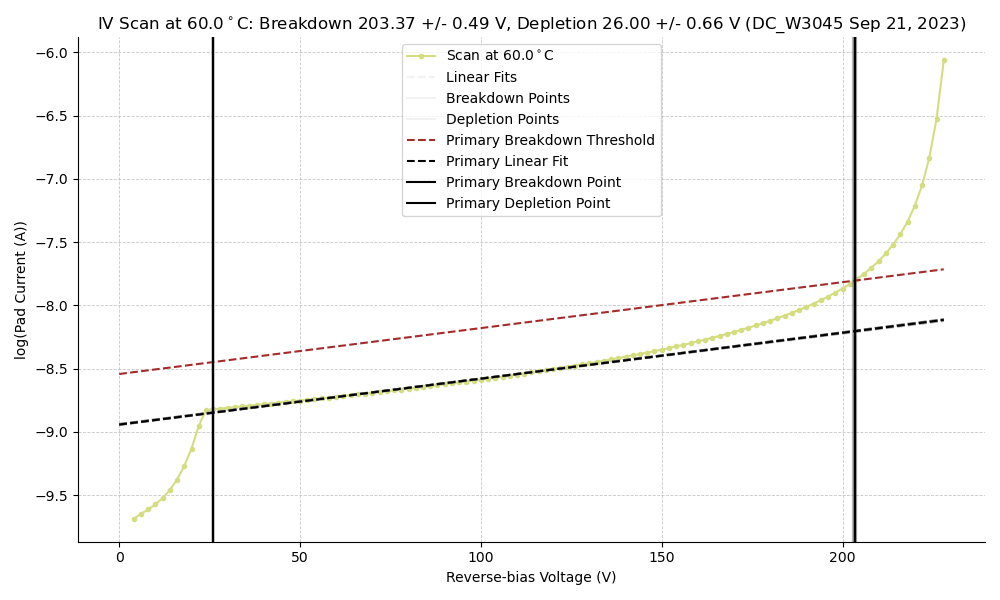 IV Scan at 60.0°C: Breakdown 203.37 +/- 0.49 V, Depletion 26.00 +/- 0.66 V (DC_W3045 Sep 21, 2023)
Scan at 60.0°C
Linear Fits
Breakdown Points
Depletion Points
Primary Breakdown Threshold
Primary Linear Fit
Primary Breakdown Point
Primary Depletion Point
log(Pad Current (A))
−6.0
−6.5
−7.0
−7.5
−8.0
−8.5
−9.0
−9.5
0
50
100
150
200
Reverse-bias Voltage (V)